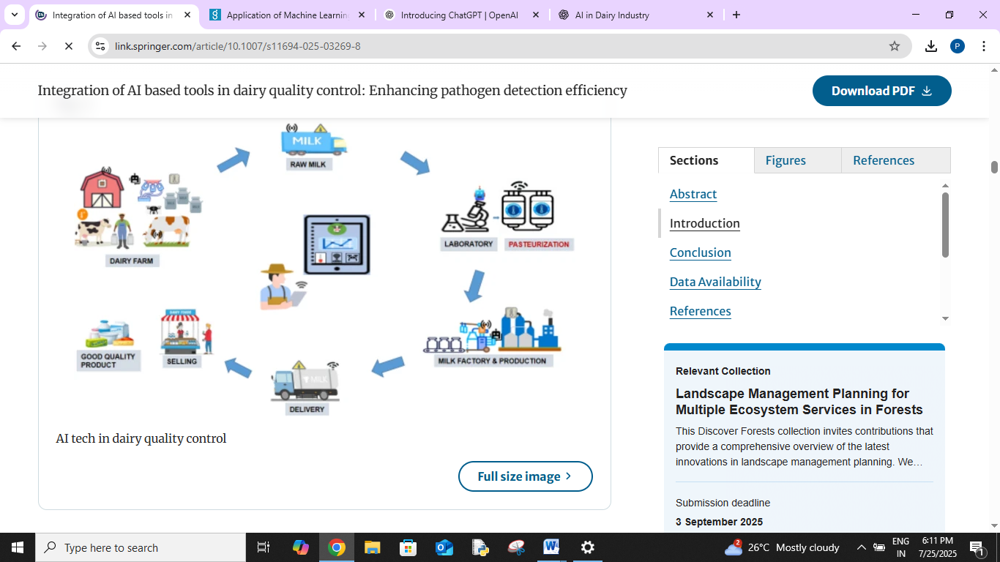 Integration of AI based tools in
Application of Machine Learnin
Introducing ChatGPT | OpenAI
AI in Dairy Industry
link.springer.com/article/10.1007/s11694-025-03269-8
P
Integration of AI based tools in dairy quality control: Enhancing pathogen detection efficiency
Download PDF
MILK
RAW MILK
DAIRY FARM
LABORATORY
PASTEURIZATION
MILK FACTORY & PRODUCTION
MILK
DELIVERY
SELLING
GOOD QUALITY
PRODUCT
AI tech in dairy quality control
Full size image
Sections
Figures
References
Abstract
Introduction
Conclusion
Data Availability
References
Relevant Collection
Landscape Management Planning for
Multiple Ecosystem Services in Forests
This Discover Forests collection invites contributions that
provide a comprehensive overview of the latest
innovations in landscape management planning. We…
Submission deadline
3 September 2025
Type here to search
2
26°C Mostly cloudy
ENG
IN
6:11 PM
7/25/2025
1